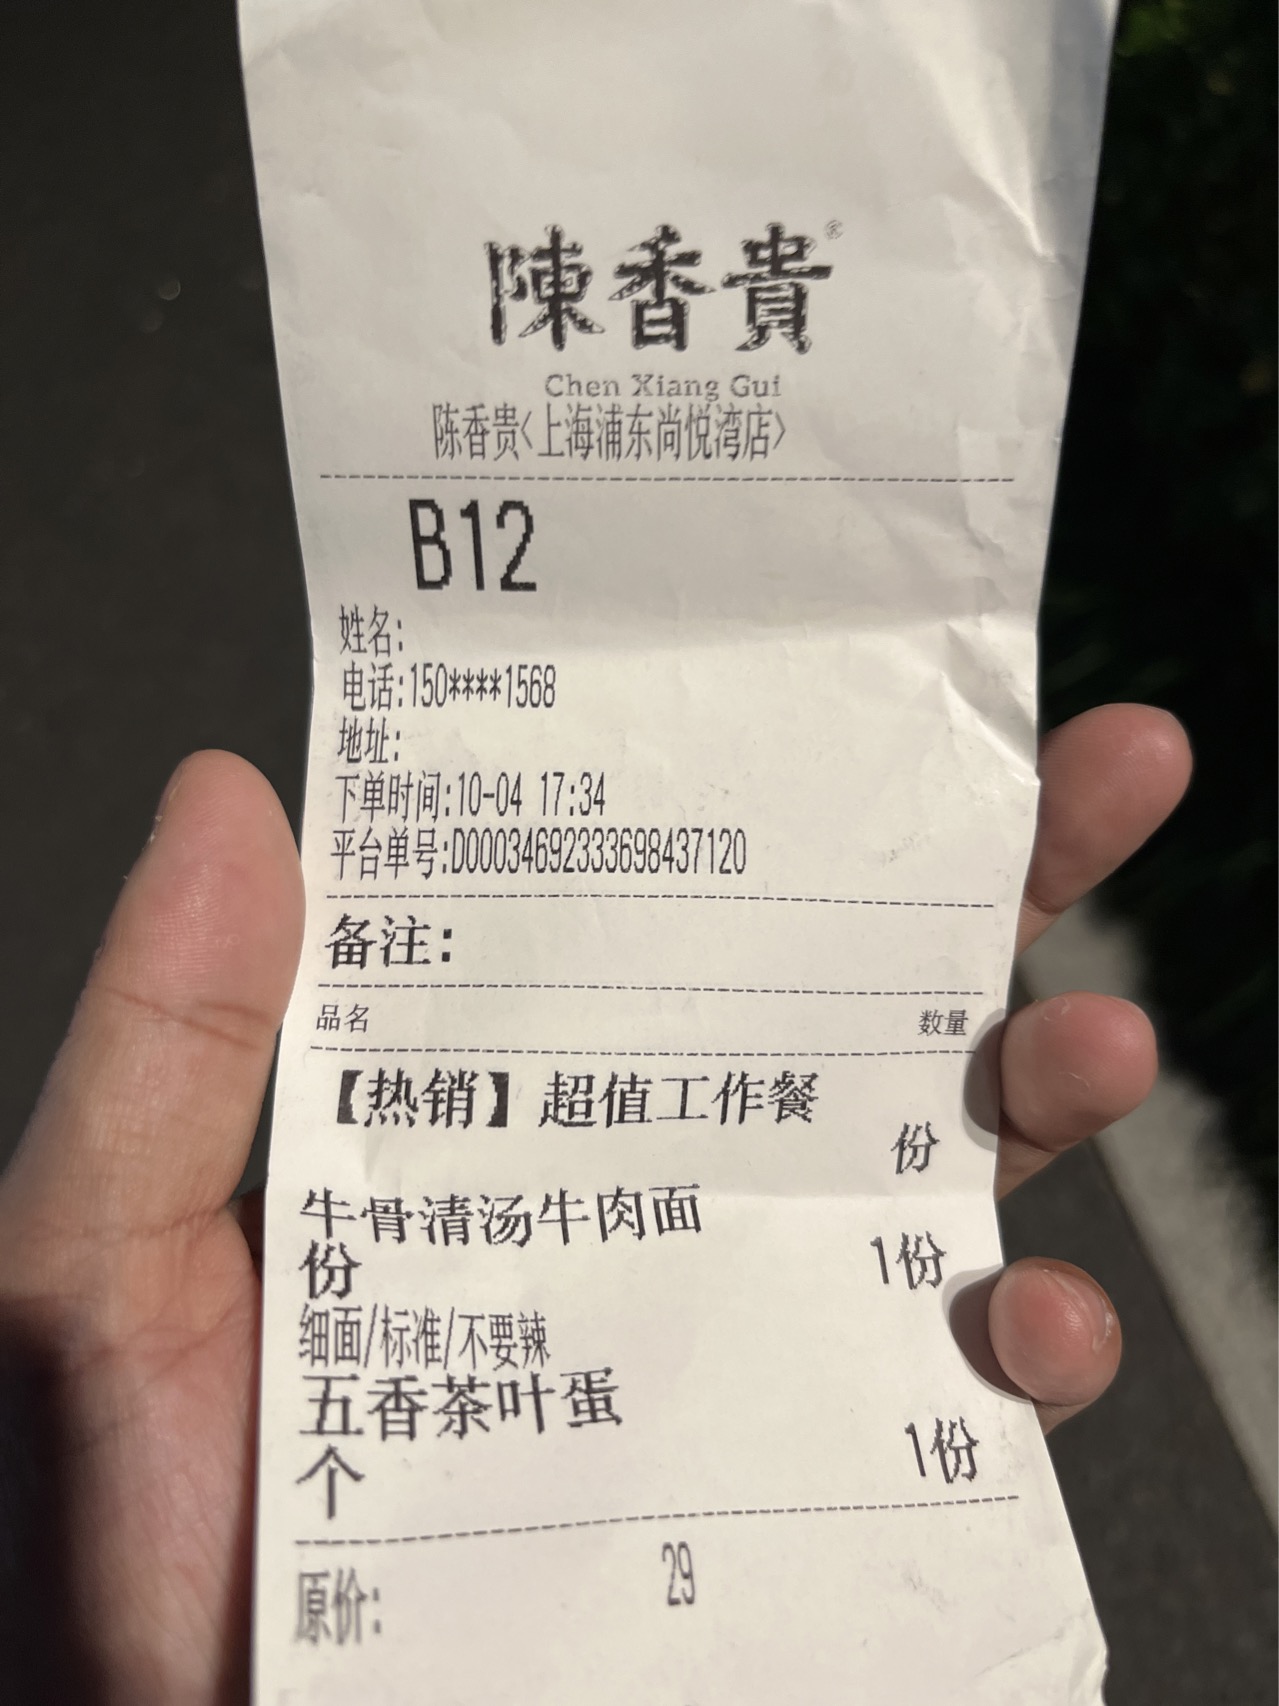 陳香貴®
Chen Xiang Gui
陈香贵<上海浦东尚悦湾店>
B12
姓名:
电话:150****1568
地址:
下单时间:10-04 17:34
平台单号:D000346923333698437120
备注:
品名 数量
【热销】超值工作餐
份
牛骨清汤牛肉面
份 1份
细面/标准/不要辣
五香茶叶蛋
个 1份
原价: 29